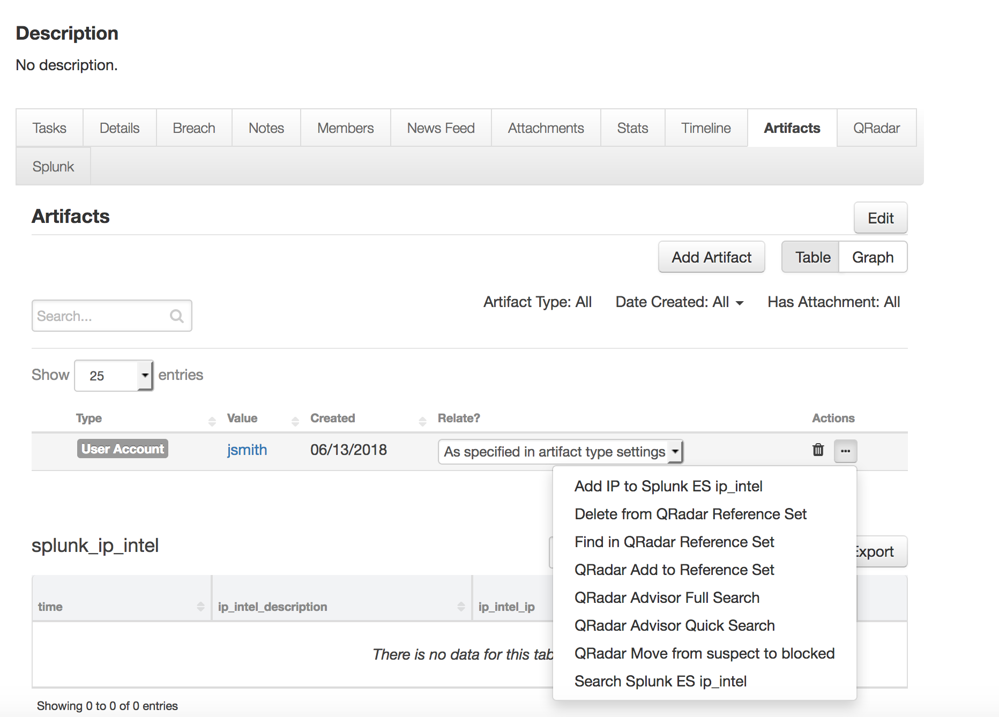 Description
No description.
Tasks Details Breach Notes Members News Feed Attachments Stats Timeline Artifacts QRadar
Splunk
Artifacts
Edit
Add Artifact Table Graph
Artifact Type: All Date Created: All Has Attachment: All
Search...
Show 25 entries
Type Value Created Relate? Actions
User Account jsmith 06/13/2018 As specified in artifact type settings
Add IP to Splunk ES ip_intel
Delete from QRadar Reference Set
Find in QRadar Reference Set
QRadar Add to Reference Set
QRadar Advisor Full Search
QRadar Advisor Quick Search
QRadar Move from suspect to blocked
Search Splunk ES ip_intel
splunk_ip_intel
Export
time ip_intel_description ip_intel_ip
There is no data for this tab
Showing 0 to 0 of 0 entries